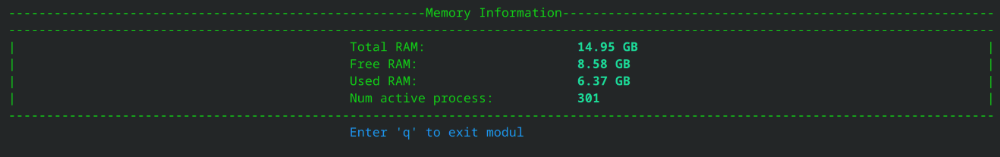 Memory Information
Total RAM: 14.95 GB
Free RAM: 8.58 GB
Used RAM: 6.37 GB
Num active process: 301
Enter 'q' to exit modul